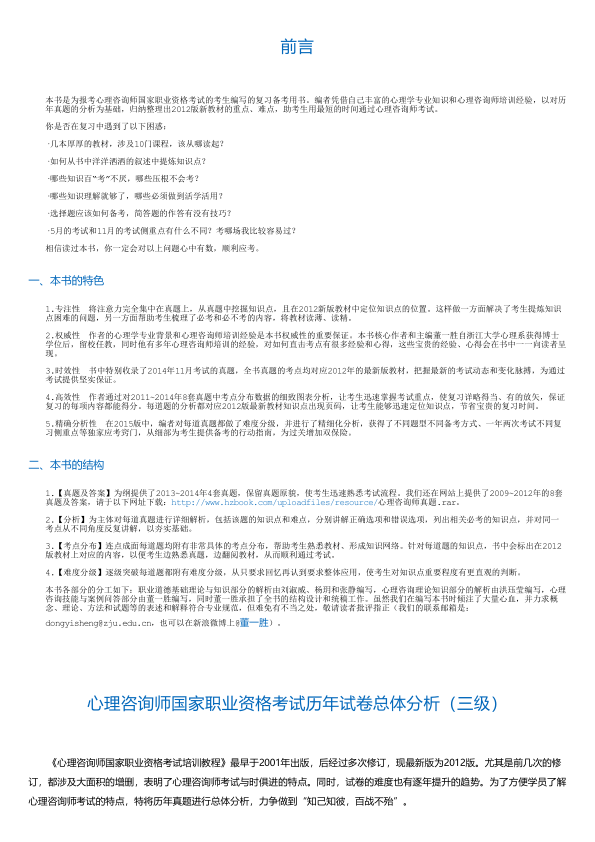 前言
本书是为报考心理咨询师国家职业资格考试的考生编写的复习备考用书。编者凭借自己丰富的心理学专业知识和心理咨询师培训经验，以对历
年真题的分析为基础，归纳整理出2012版新教材的重点、难点，助考生用最短的时间通过心理咨询师考试。
你是否在复习中遇到了以下困惑：
·几本厚厚的教材，涉及10门课程，该从哪读起？
·如何从书中洋洋洒洒的叙述中提炼知识点？
·哪些知识百“考”不厌，哪些压根不会考？
·哪些知识理解就够了，哪些必须做到活学活用？
·选择题应该如何备考，简答题的作答有没有技巧？
·5月的考试和11月的考试侧重点有什么不同？考哪场我比较容易过？
相信读过本书，你一定会对以上问题心中有数，顺利应考。
一、本书的特色
1.专注性　将注意力完全集中在真题上，从真题中挖掘知识点，且在2012新版教材中定位知识点的位置。这样做一方面解决了考生提炼知识
点困难的问题，另一方面帮助考生梳理了必考和必不考的内容，将教材读薄、读精。
2.权威性　作者的心理学专业背景和心理咨询师培训经验是本书权威性的重要保证。本书核心作者和主编董一胜自浙江大学心理系获得博士
学位后，留校任教，同时他有多年心理咨询师培训的经验，对如何直击考点有很多经验和心得，这些宝贵的经验、心得会在书中一一向读者呈
现。
3.时效性　书中特别收录了2014年11月考试的真题，全书真题的考点均对应2012年的最新版教材，把握最新的考试动态和变化脉搏，为通过
考试提供坚实保证。
4.高效性　作者通过对2011~2014年8套真题中考点分布数据的细致图表分析，让考生迅速掌握考试重点，使复习详略得当、有的放矢，保证
复习的每项内容都能得分。每道题的分析都对应2012版最新教材知识点出现页码，让考生能够迅速定位知识点，节省宝贵的复习时间。
5.精确分析性　在2015版中，编者对每道真题都做了难度分级，并进行了精细化分析，获得了不同题型不同备考方式、一年两次考试不同复
习侧重点等独家应考窍门，从细部为考生提供备考的行动指南，为过关增加双保险。
二、本书的结构
1.【真题及答案】为纲提供了2013~2014年4套真题，保留真题原貌，使考生迅速熟悉考试流程。我们还在网站上提供了2009~2012年的8套
真题及答案，请于以下网址下载：http://www.hzbook.com/uploadfiles/resource/心理咨询师真题.rar。
2.【分析】为主体对每道真题进行详细解析，包括该题的知识点和难点，分别讲解正确选项和错误选项，列出相关必考的知识点，并对同一
考点从不同角度反复讲解，以夯实基础。
3.【考点分布】连点成面每道题均附有非常具体的考点分布，帮助考生熟悉教材、形成知识网络。针对每道题的知识点，书中会标出在2012
版教材上对应的内容，以便考生边熟悉真题，边翻阅教材，从而顺利通过考试。
4.【难度分级】逐级突破每道题都附有难度分级，从只要求回忆再认到要求整体应用，使考生对知识点重要程度有更直观的判断。
本书各部分的分工如下：职业道德基础理论与知识部分的解析由刘淑威、杨玥和张静编写，心理咨询理论知识部分的解析由洪珏莹编写，心理
咨询技能与案例问答部分由董一胜编写，同时董一胜承担了全书的结构设计和统稿工作。虽然我们在编写本书时倾注了大量心血，并力求概
念、理论、方法和试题等的表述和解释符合专业规范，但难免有不当之处，敬请读者批评指正（我们的联系邮箱是：
dongyisheng@zju.edu.cn，也可以在新浪微博上@董一胜）。
心理咨询师国家职业资格考试历年试卷总体分析（三级）
《心理咨询师国家职业资格考试培训教程》最早于2001年出版，后经过多次修订，现最新版为2012版。尤其是前几次的修
订，都涉及大面积的增删，表明了心理咨询师考试与时俱进的特点。同时，试卷的难度也有逐年提升的趋势。为了方便学员了解
心理咨询师考试的特点，特将历年真题进行总体分析，力争做到“知己知彼，百战不殆”。